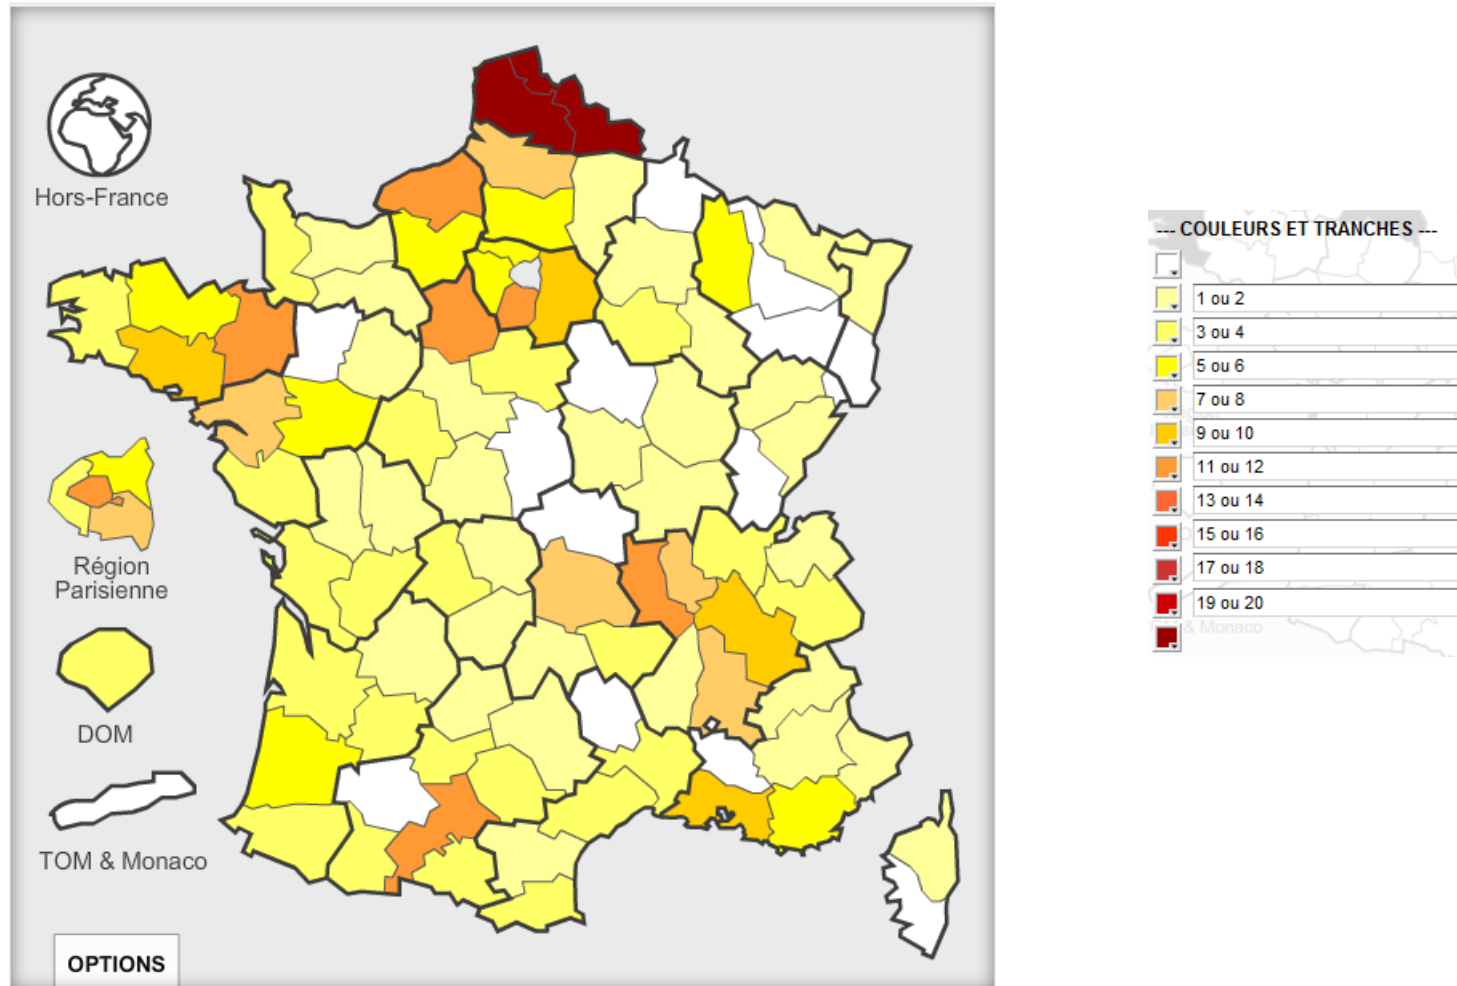 Hors-France
Région
Parisienne
DOM
TOM & Monaco
OPTIONS
--- COULEURS ET TRANCHES ---
1 ou 2
3 ou 4
5 ou 6
7 ou 8
9 ou 10
11 ou 12
13 ou 14
15 ou 16
17 ou 18
19 ou 20
& Monaco